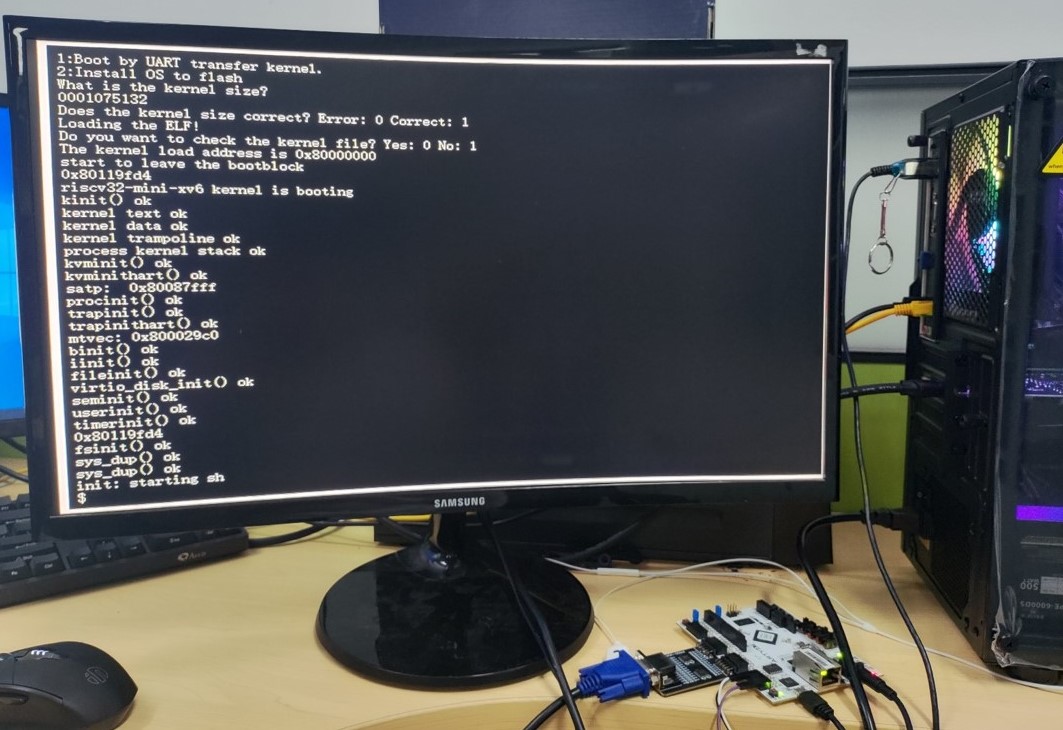 1:Boot by UART transfer kernel.
2:Install OS to flash
What is the kernel size?
0001075132
Does the kernel size correct? Error: 0 Correct: 1
Loading the ELF!
Do you want to check the kernel file? Yes: 0 No: 1
The kernel load address is 0x80000000
start to leave the bootblock
0x80119fd4
riscv32-mini-xv6 kernel is booting
kinit() ok
kernel text ok
kernel data ok
kernel trampoline ok
process kernel stack ok
kvminit() ok
kvminithart() ok
satp:  0x80087fff
procinit() ok
trapinit() ok
trapinithart() ok
mtvec: 0x800029c0
binit() ok
iinit() ok
fileinit() ok
virtio_disk_init() ok
seminit() ok
userinit() ok
timerinit() ok
0x80119fd4
fsinit() ok
sys_dup() ok
sys_dup() ok
init: starting sh
$
SAMSUNG
hp